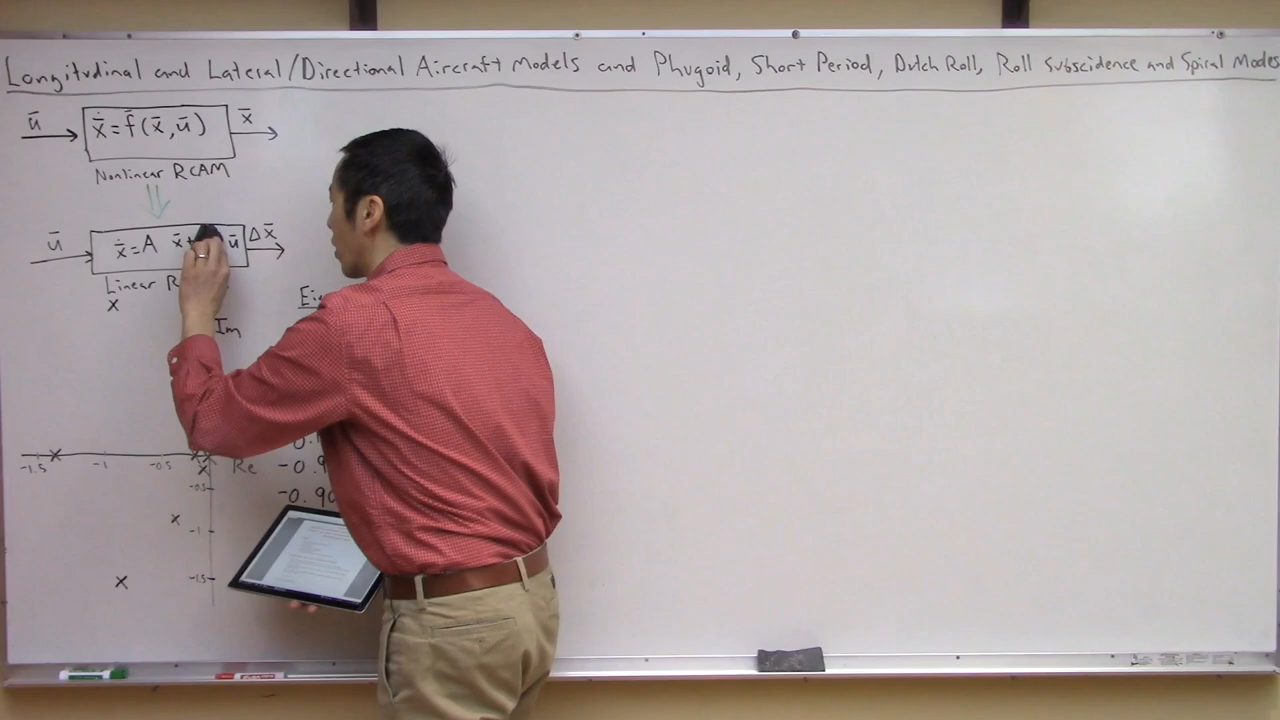 Longitudinal and Lateral/Directional Aircraft Models and Phugoid, Short Period, Dutch Roll, Roll Subscidence and Spiral Modes
ū ẋ̄ = f̄(x̄, ū) x̄
Nonlinear RCAM
ū ẋ̄ = A x̄ + ū Δx̄
Linear R
x
Im
-1.5 -1 -0.5 Re
-0.5
-1
-1.5
-0.9
-0.90